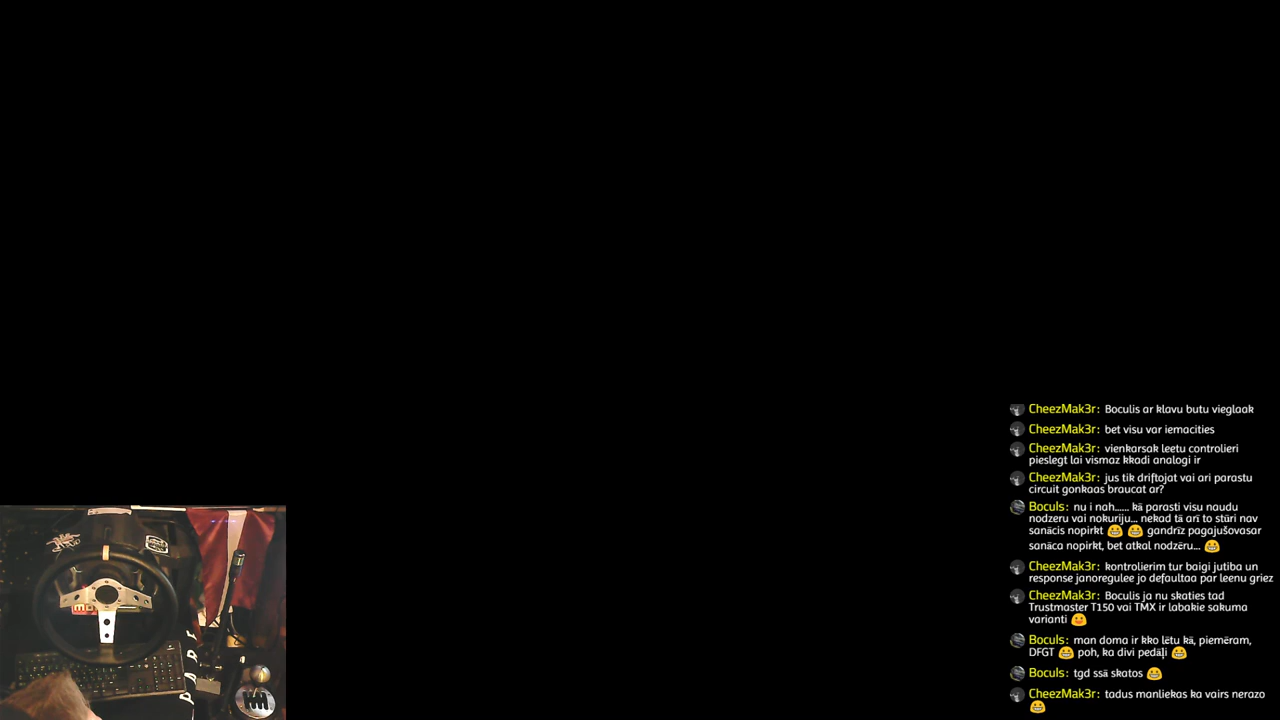 CheezMak3r: Boculis ar klavu butu vieglaak
CheezMak3r: bet visu var iemacities
CheezMak3r: vienkarsak leetu controlieri
pieslegt lai vismaz kkadi analogi ir
CheezMak3r: jus tik driftojat vai ari parastu
circuit gonkaas braucat ar?
Boculs: nu i nah...... kā parasti visu naudu
nodzeru vai nokuriju... nekad tā arī to stūri nav
sanācis nopirkt 😀 😀 gandrīz pagajušovasar
sanāca nopirkt, bet atkal nodzēru... 😀
CheezMak3r: kontrolierim tur baigi jutiba un
response janoregulee jo defaultaa par leenu griez
CheezMak3r: Boculis ja nu skaties tad
Trustmaster T150 vai TMX ir labakie sakuma
varianti 😛
Boculs: man doma ir kko lētu kā, piemēram,
DFGT 😀 poh, ka divi pedāļi 😀
Boculs: tgd ssā skatos 😀
CheezMak3r: tadus manliekas ka vairs nerazo
😀